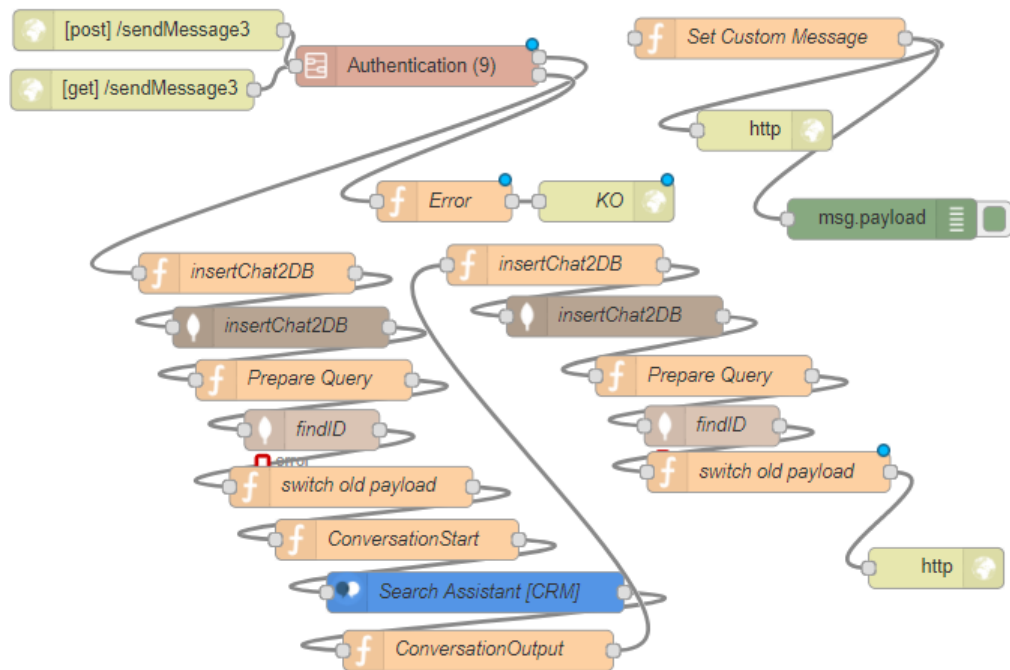 [post] /sendMessage3
Set Custom Message
Authentication (9)
[get] /sendMessage3
http
Error
KO
msg.payload
insertChat2DB
insertChat2DB
insertChat2DB
insertChat2DB
Prepare Query
Prepare Query
findID
findID
error
switch old payload
switch old payload
ConversationStart
http
Search Assistant [CRM]
ConversationOutput